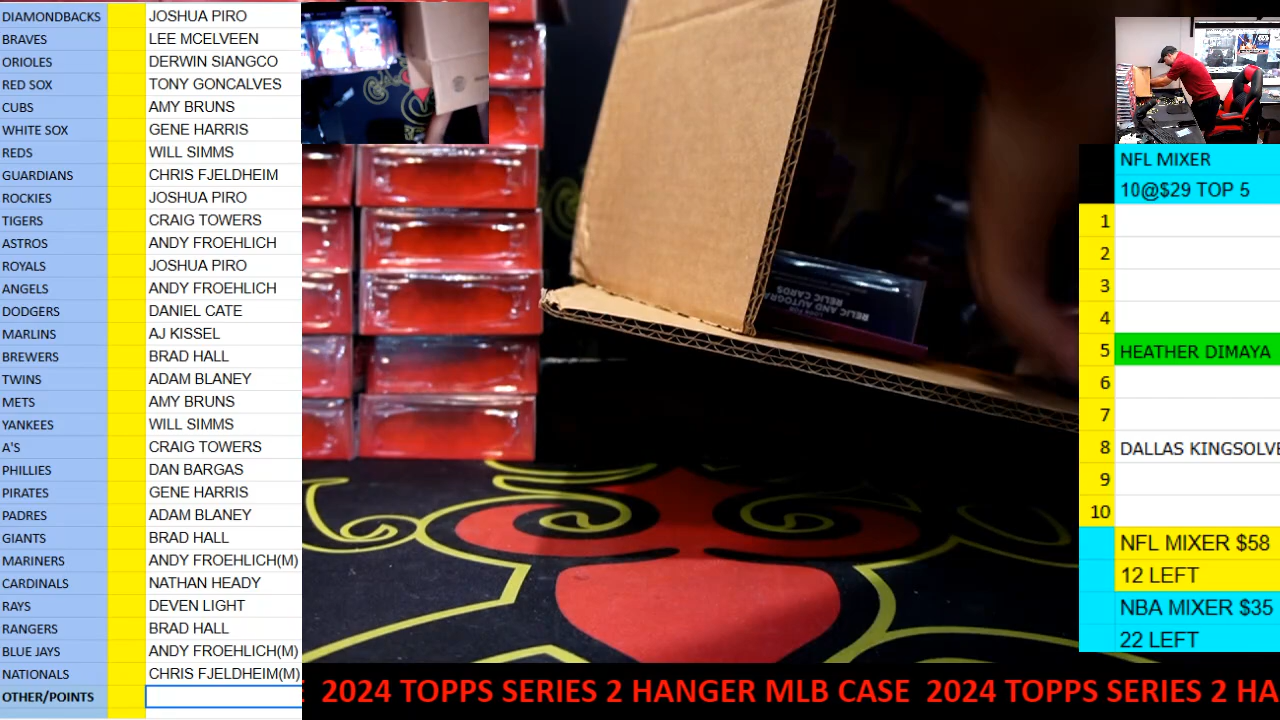 DIAMONDBACKS JOSHUA PIRO
BRAVES LEE MCELVEEN
ORIOLES DERWIN SIANGCO
RED SOX TONY GONCALVES
CUBS AMY BRUNS
WHITE SOX GENE HARRIS
REDS WILL SIMMS
GUARDIANS CHRIS FJELDHEIM
ROCKIES JOSHUA PIRO
TIGERS CRAIG TOWERS
ASTROS ANDY FROEHLICH
ROYALS JOSHUA PIRO
ANGELS ANDY FROEHLICH
DODGERS DANIEL CATE
MARLINS AJ KISSEL
BREWERS BRAD HALL
TWINS ADAM BLANEY
METS AMY BRUNS
YANKEES WILL SIMMS
A'S CRAIG TOWERS
PHILLIES DAN BARGAS
PIRATES GENE HARRIS
PADRES ADAM BLANEY
GIANTS BRAD HALL
MARINERS ANDY FROEHLICH(M)
CARDINALS NATHAN HEADY
RAYS DEVEN LIGHT
RANGERS BRAD HALL
BLUE JAYS ANDY FROEHLICH(M)
NATIONALS CHRIS FJELDHEIM(M)
OTHER/POINTS
LOOK FOR
RELIC AND AUTOGRA
RELIC CARDS
NFL MIXER
10@$29 TOP 5
1
2
3
4
5 HEATHER DIMAYA
6
7
8 DALLAS KINGSOLVE
9
10
NFL MIXER $58
12 LEFT
NBA MIXER $35
22 LEFT
2024 TOPPS SERIES 2 HANGER MLB CASE 2024 TOPPS SERIES 2 HA